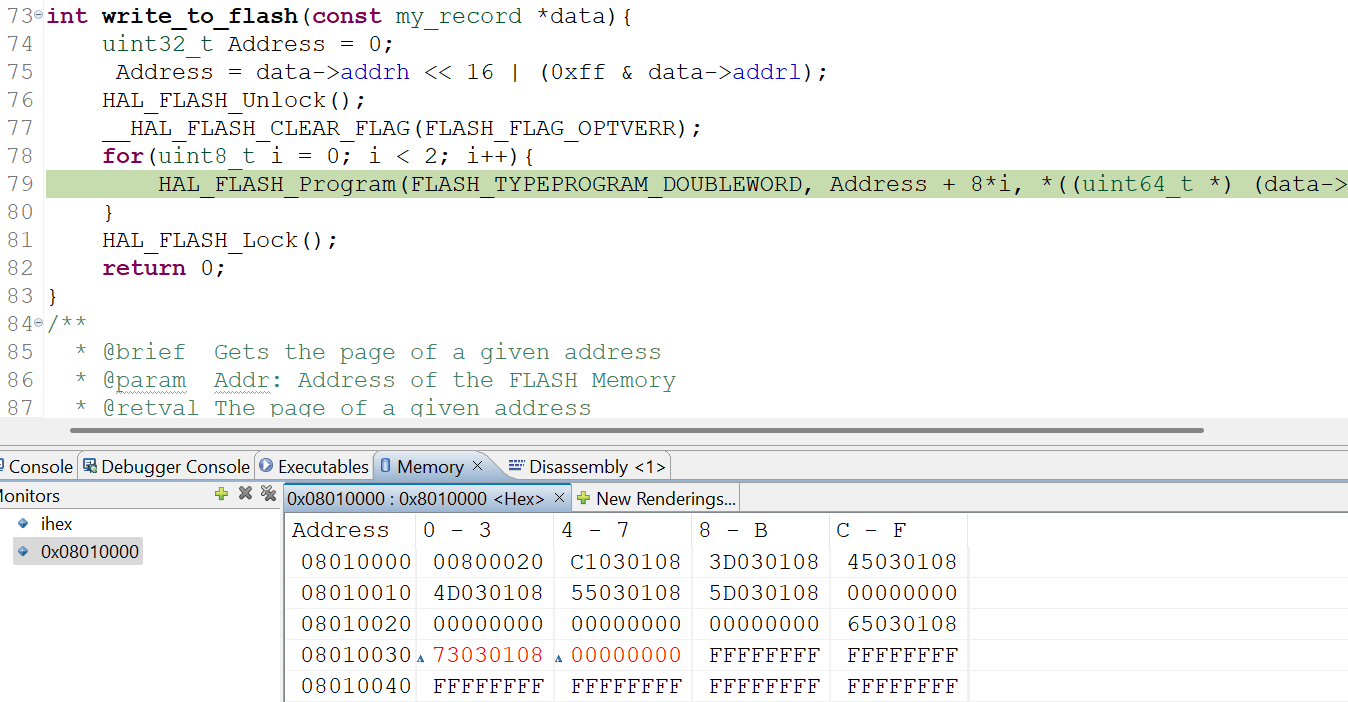 73 int write_to_flash(const my_record *data){
74 uint32_t Address = 0;
75 Address = data->addrh << 16 | (0xff & data->addrl);
76 HAL_FLASH_Unlock();
77 __HAL_FLASH_CLEAR_FLAG(FLASH_FLAG_OPTVERR);
78 for(uint8_t i = 0; i < 2; i++){
79 HAL_FLASH_Program(FLASH_TYPEPROGRAM_DOUBLEWORD, Address + 8*i, *((uint64_t *) (data->
80 }
81 HAL_FLASH_Lock();
82 return 0;
83 }
84 /**
85 * @brief Gets the page of a given address
86 * @param Addr: Address of the FLASH Memory
87 * @retval The page of a given address
Console Debugger Console Executables Memory Disassembly <1>
Monitors
0x08010000 : 0x8010000 <Hex> New Renderings...
ihex
0x08010000
Address 0 - 3 4 - 7 8 - B C - F
08010000 00800020 C1030108 3D030108 45030108
08010010 4D030108 55030108 5D030108 00000000
08010020 00000000 00000000 00000000 65030108
08010030 73030108 00000000 FFFFFFFF FFFFFFFF
08010040 FFFFFFFF FFFFFFFF FFFFFFFF FFFFFFFF